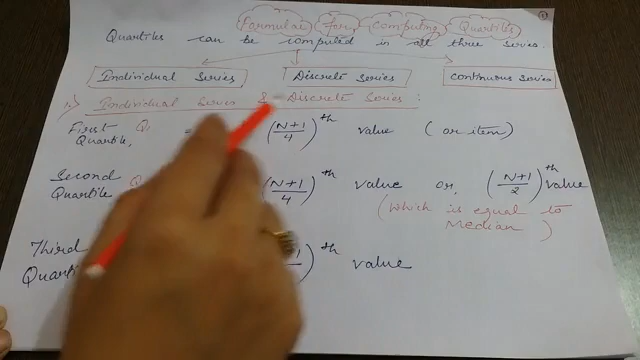 Formulae for computing Quartiles
Quartiles can be computed in all three series.
Individual Series Discrete Series Continuous Series
Individual Series & Discrete Series :
First Quartile, Q₁ = (N+1/4)th value (or item)
Second Quartile Q (N+1/4)th value or, (N+1/2)th value
(Which is equal to Median)
Third Quarti )th value